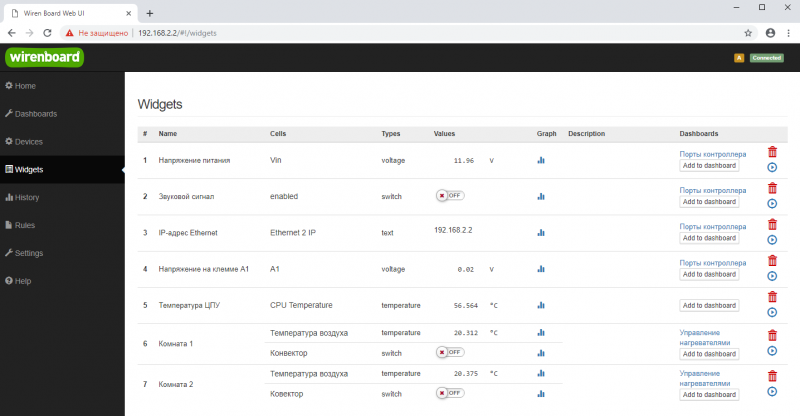 Wiren Board Web UI
Не защищено 192.168.2.2/#!/widgets
wirenboard
A Connected
Home
Dashboards
Devices
Widgets
History
Rules
Settings
Help
Widgets
# Name Cells Types Values Graph Description Dashboards
1 Напряжение питания Vin voltage 11.96 V Порты контроллера
Add to dashboard
2 Звуковой сигнал enabled switch OFF Порты контроллера
Add to dashboard
3 IP-адрес Ethernet Ethernet 2 IP text 192.168.2.2 Порты контроллера
Add to dashboard
4 Напряжение на клемме A1 A1 voltage 0.02 V Порты контроллера
Add to dashboard
5 Температура ЦПУ CPU Temperature temperature 56.564 °C Add to dashboard
6 Комната 1 Температура воздуха temperature 20.312 °C Управление
нагревателями
Конвектор switch OFF Add to dashboard
7 Комната 2 Температура воздуха temperature 20.375 °C Управление
нагревателями
Ковектор switch OFF Add to dashboard